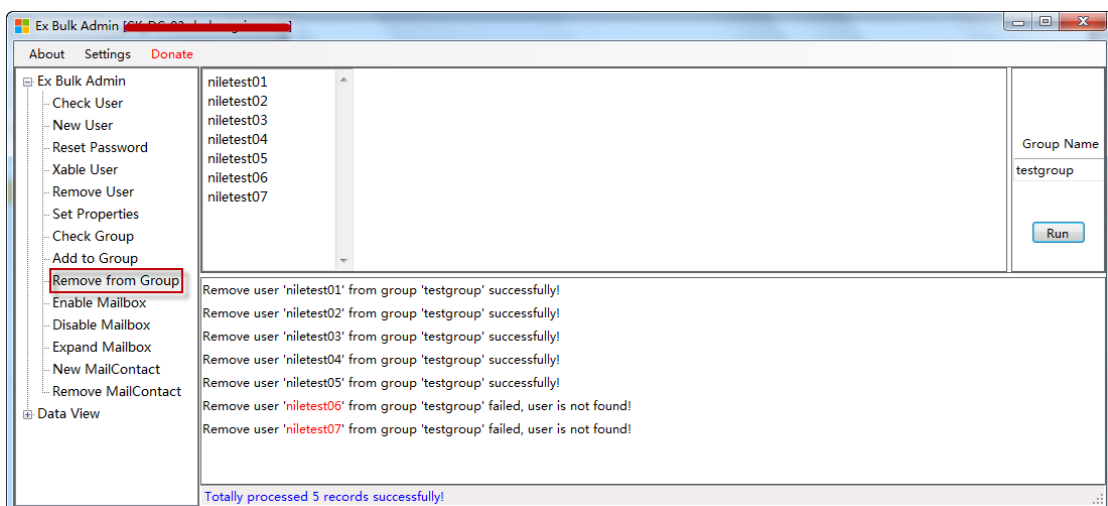 Ex Bulk Admin [
About Settings Donate
Ex Bulk Admin
Check User
New User
Reset Password
Xable User
Remove User
Set Properties
Check Group
Add to Group
Remove from Group
Enable Mailbox
Disable Mailbox
Expand Mailbox
New MailContact
Remove MailContact
Data View
niletest01
niletest02
niletest03
niletest04
niletest05
niletest06
niletest07
Group Name
testgroup
Run
Remove user 'niletest01' from group 'testgroup' successfully!
Remove user 'niletest02' from group 'testgroup' successfully!
Remove user 'niletest03' from group 'testgroup' successfully!
Remove user 'niletest04' from group 'testgroup' successfully!
Remove user 'niletest05' from group 'testgroup' successfully!
Remove user 'niletest06' from group 'testgroup' failed, user is not found!
Remove user 'niletest07' from group 'testgroup' failed, user is not found!
Totally processed 5 records successfully!